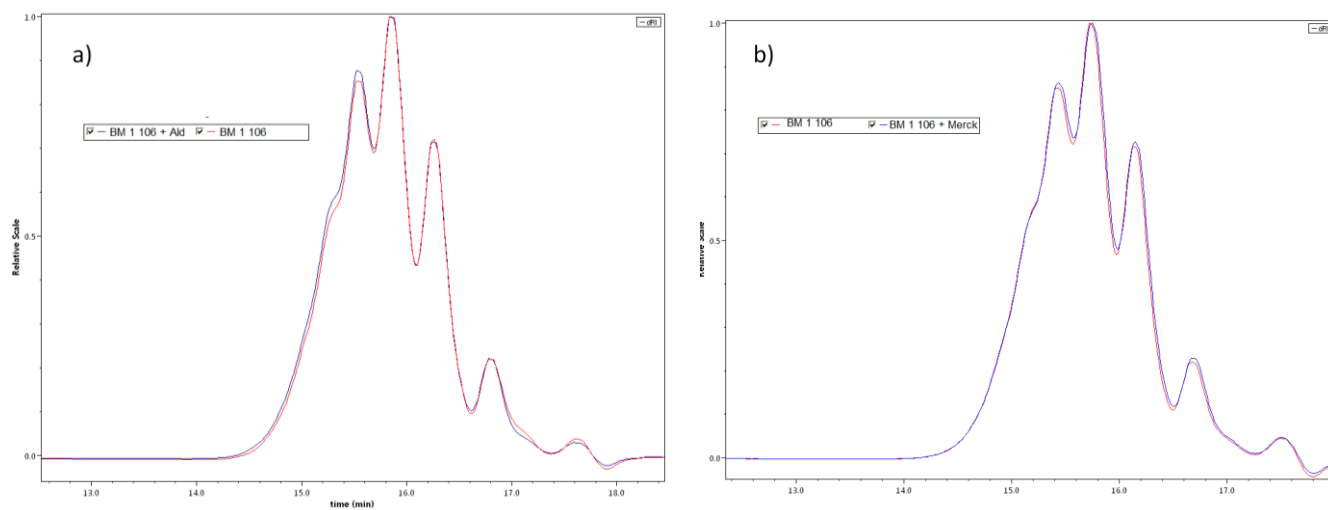 a)
dRI
BM 1 106 + Ald BM 1 106
Relative Scale
1.0
0.5
0.0
13.0 14.0 15.0 16.0 17.0 18.0
time (min)
b)
dRI
BM 1 106 BM 1 106 + Merck
Relative Scale
1.0
0.5
0.0
13.0 14.0 15.0 16.0 17.0